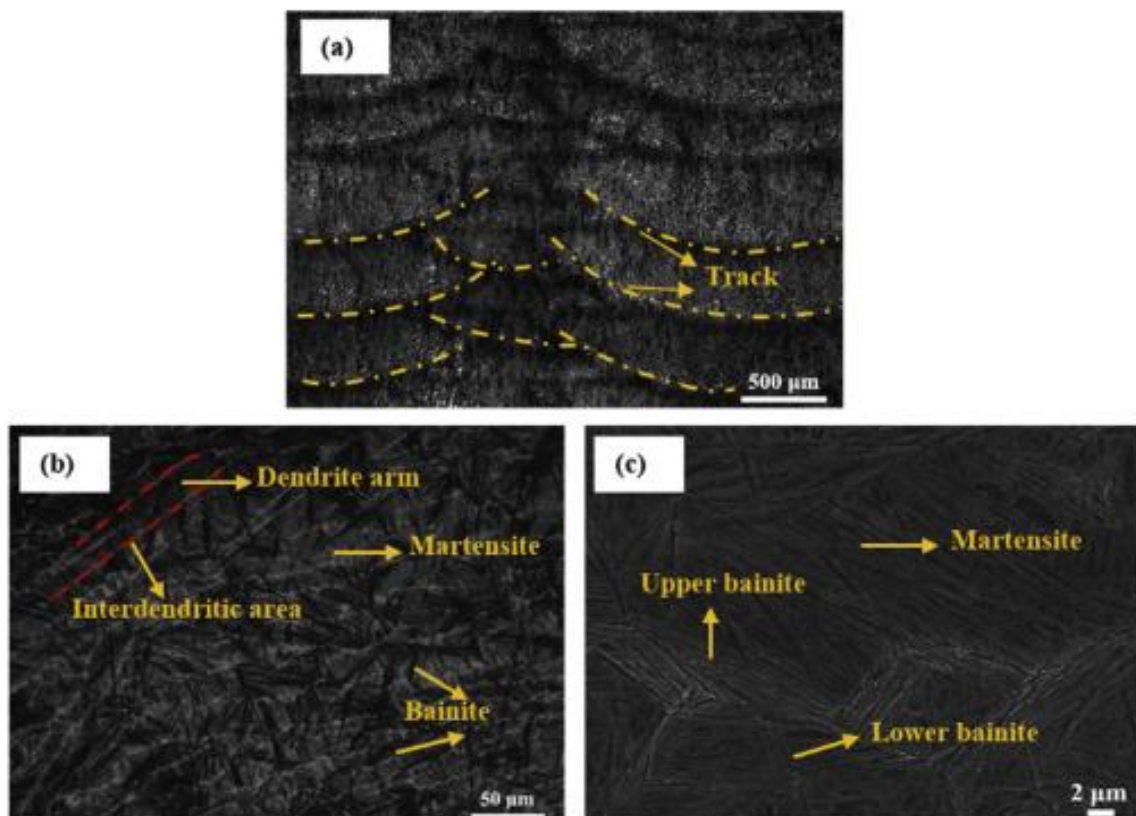 (a)
Track
500 μm
(b)
Dendrite arm
Martensite
Interdendritic area
Bainite
50 μm
(c)
Martensite
Upper bainite
Lower bainite
2 μm